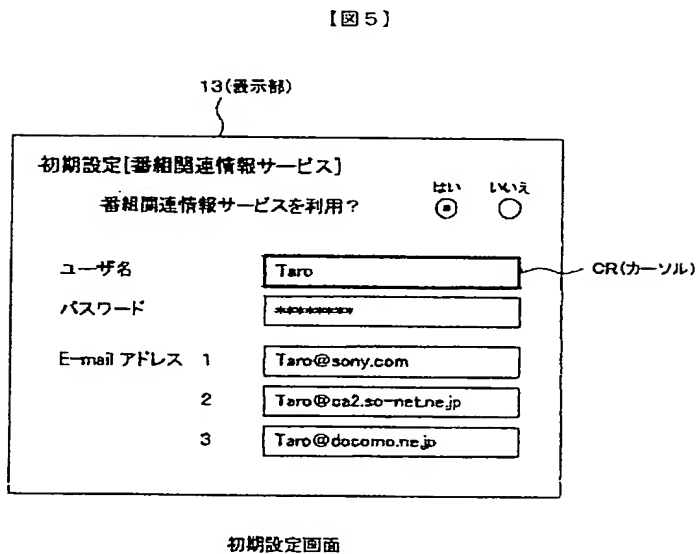 【図5】
13(表示部)
初期設定[番組関連情報サービス]
はい いいえ
番組関連情報サービスを利用?
ユーザ名 Taro CR(カーソル)
パスワード ********
E-mail アドレス 1 Taro@sony.com
2 Taro@ca2.so-net.ne.jp
3 Taro@docomo.ne.jp
初期設定画面